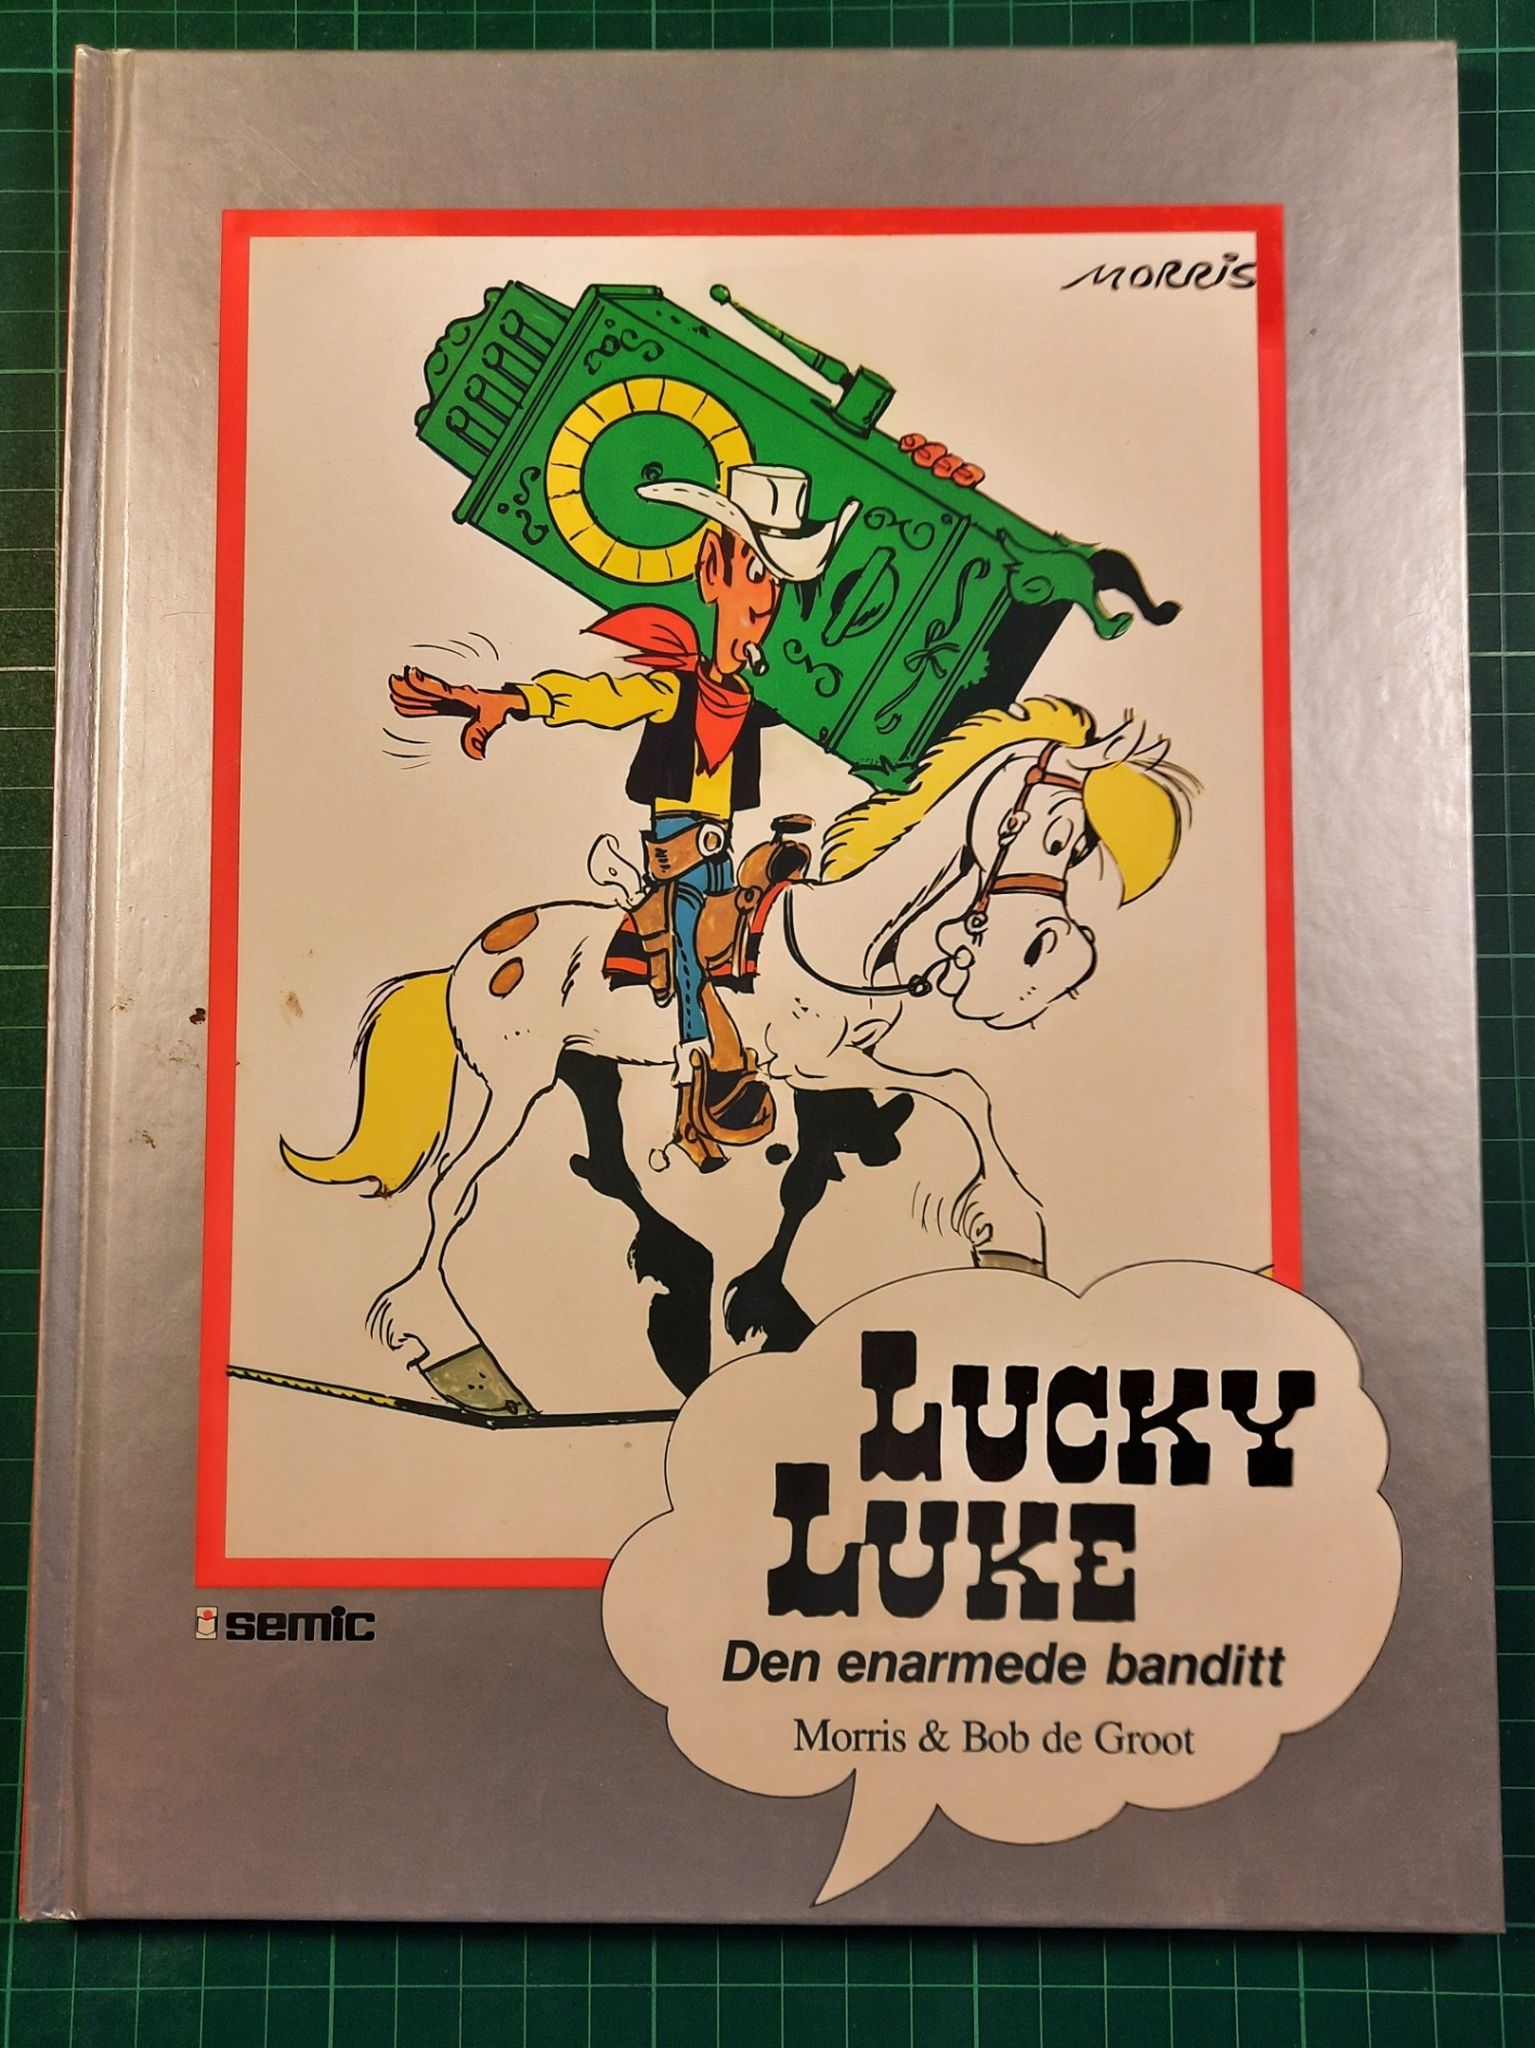 MORRIS
LUCKY
LUKE
Den enarmede banditt
Morris & Bob de Groot
semic